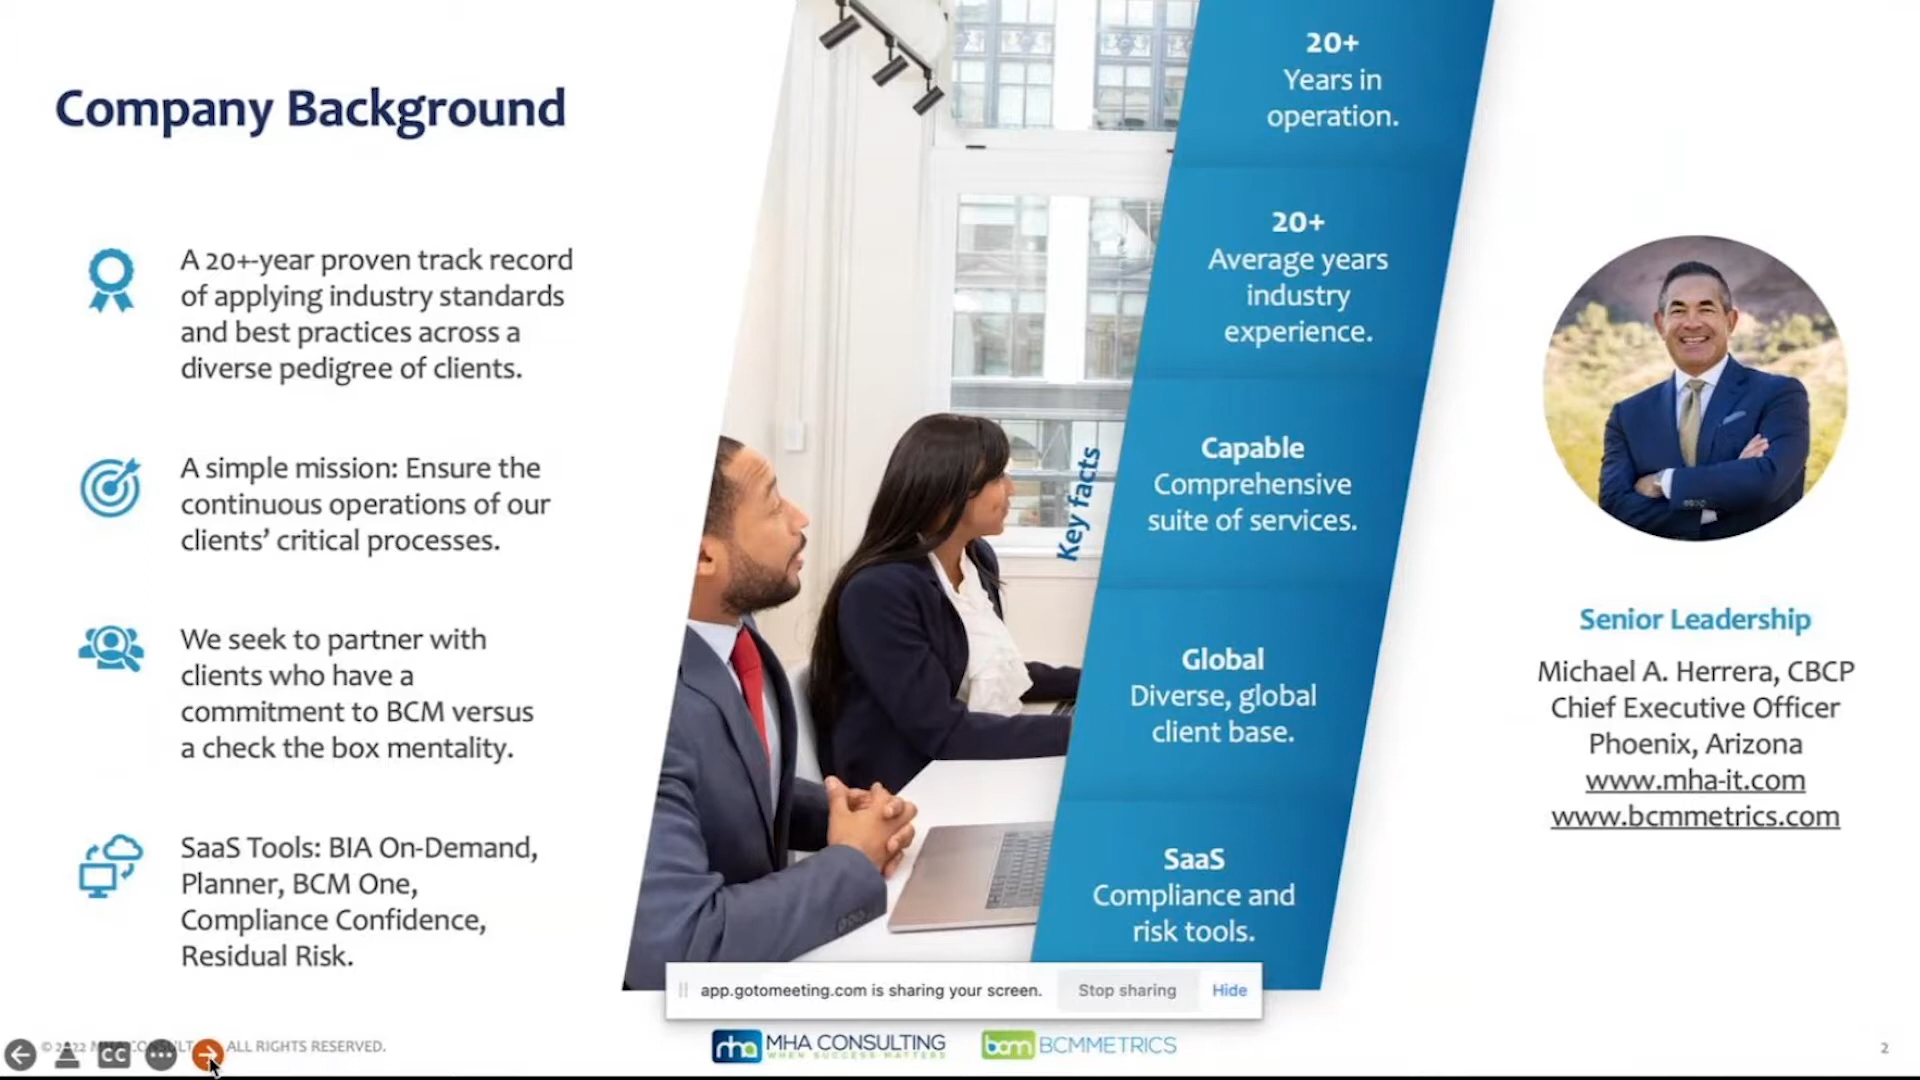 Company Background
A 20+-year proven track record
of applying industry standards
and best practices across a
diverse pedigree of clients.
A simple mission: Ensure the
continuous operations of our
clients’ critical processes.
We seek to partner with
clients who have a
commitment to BCM versus
a check the box mentality.
SaaS Tools: BIA On-Demand,
Planner, BCM One,
Compliance Confidence,
Residual Risk.
Key facts
20+
Years in
operation.
20+
Average years
industry
experience.
Capable
Comprehensive
suite of services.
Global
Diverse, global
client base.
SaaS
Compliance and
risk tools.
Senior Leadership
Michael A. Herrera, CBCP
Chief Executive Officer
Phoenix, Arizona
www.mha-it.com
www.bcmmetrics.com
app.gotomeeting.com is sharing your screen. Stop sharing Hide
CC
ALL RIGHTS RESERVED.
mha MHA CONSULTING
WHEN SUCCESS MATTERS
bcm BCMMETRICS
2